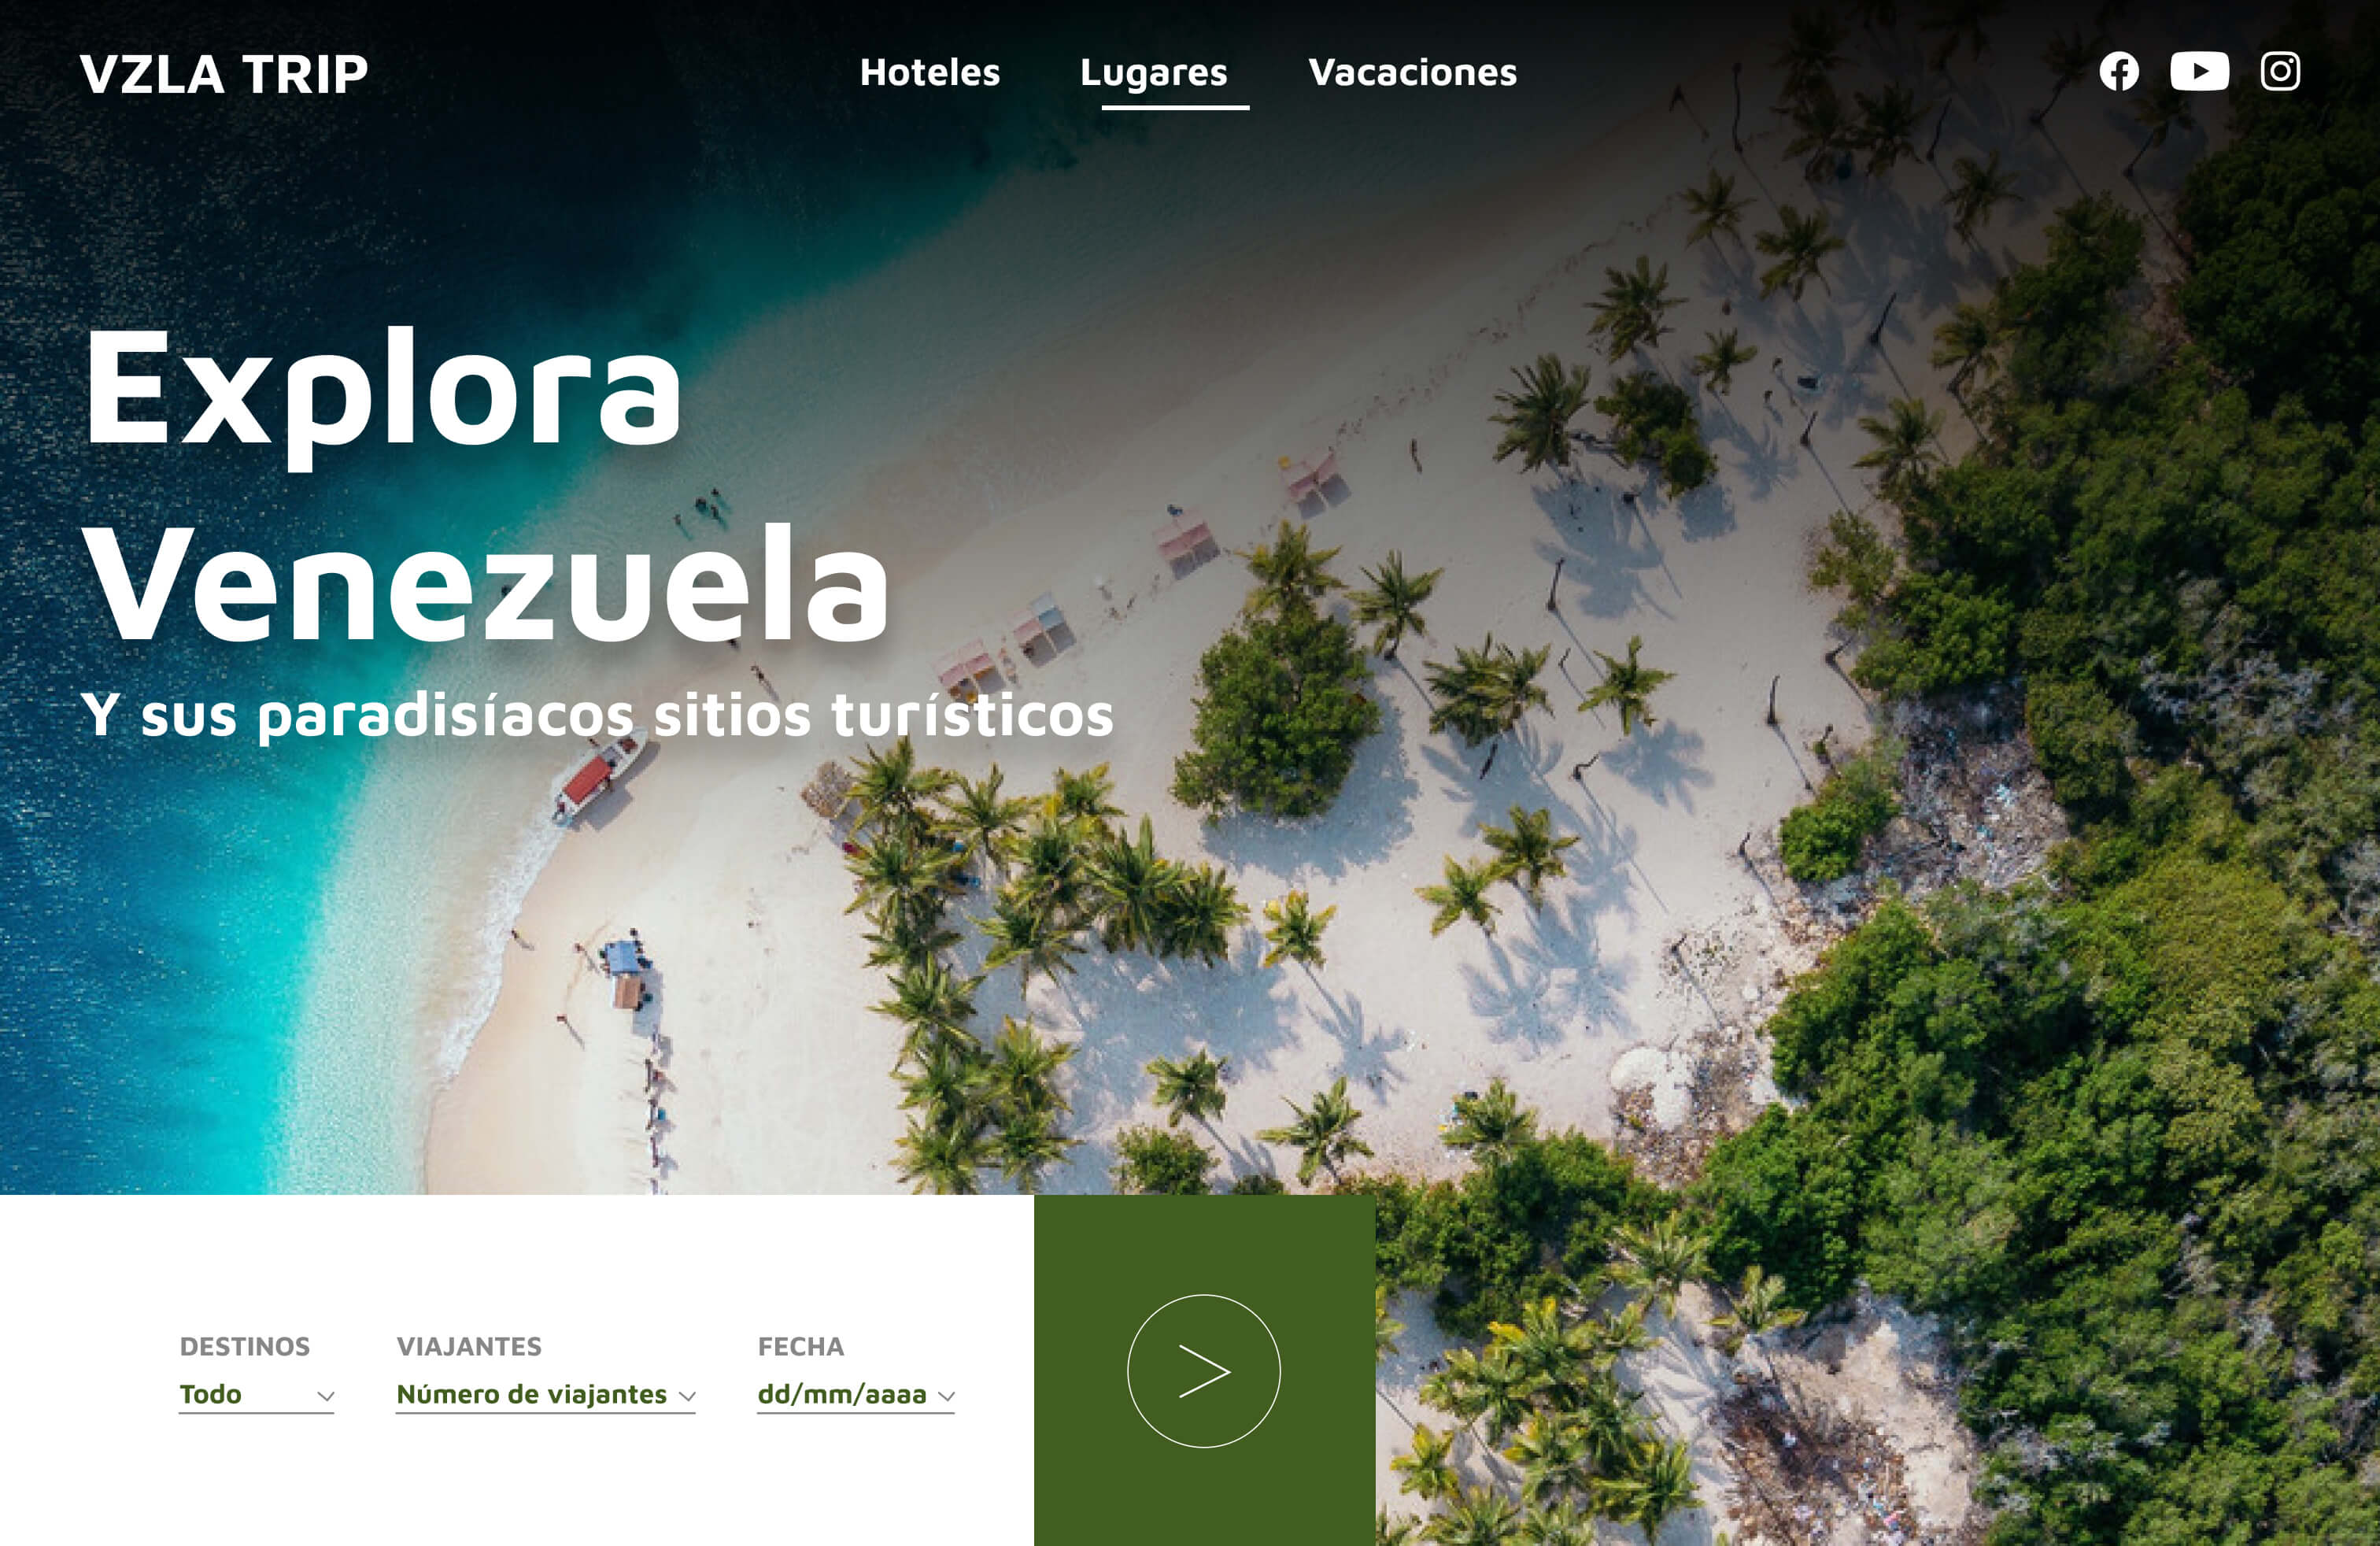 VZLA TRIP
Hoteles
Lugares
Vacaciones
Explora
Venezuela
Y sus paradisíacos sitios turísticos
DESTINOS
Todo
VIAJANTES
Número de viajantes
FECHA
dd/mm/aaaa